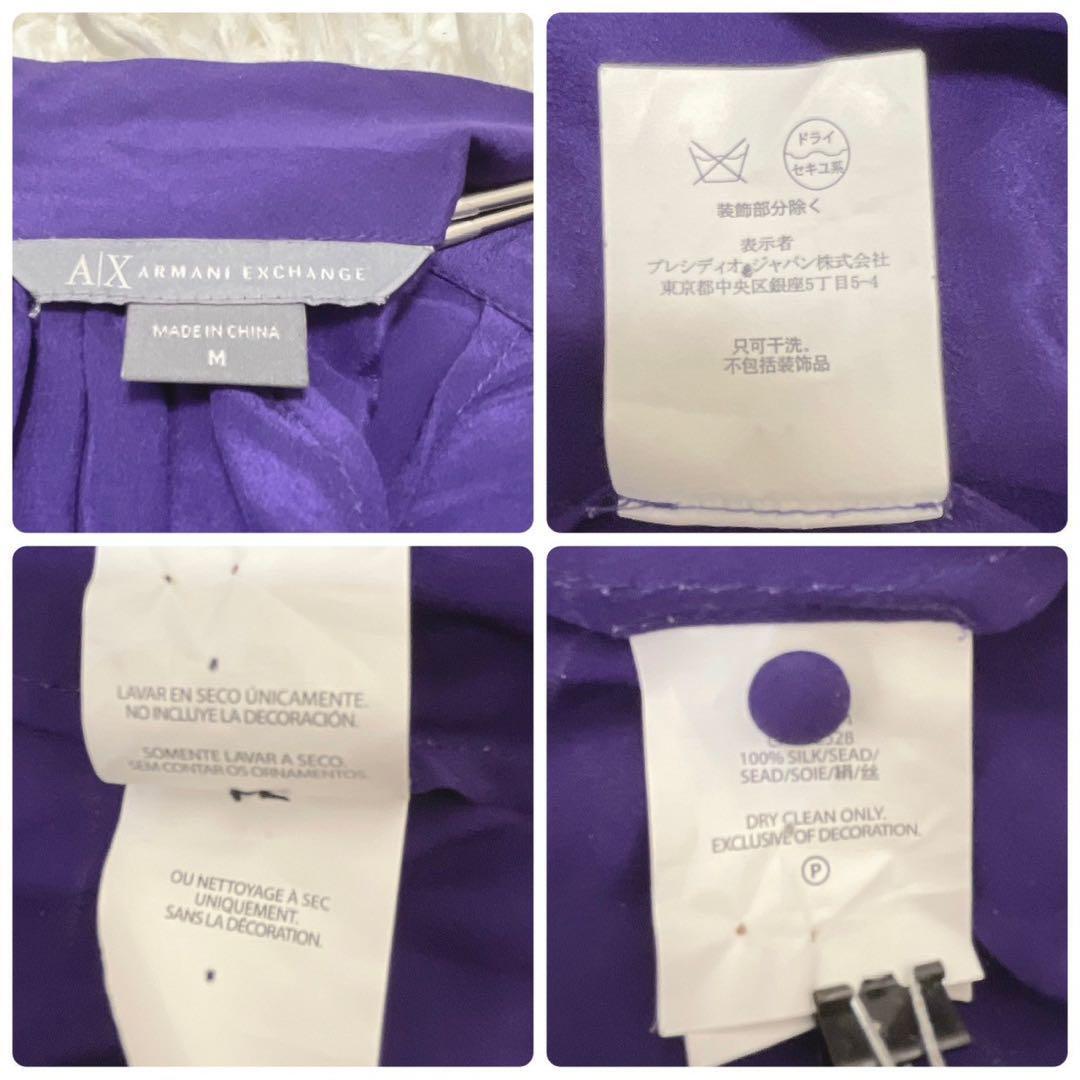 A|X ARMANI EXCHANGE
MADE IN CHINA
M
ドライ
セキユ系
装飾部分除く
表示者
プレシディオ・ジャパン株式会社
東京都中央区銀座5丁目5-4
只可干洗。
不包括装饰品
LAVAR EN SECO ÚNICAMENTE.
NO INCLUYE LA DECORACIÓN.
SOMENTE LAVAR A SECO.
SEM CONTAR OS ORNAMENTOS.
OU NETTOYAGE À SEC
UNIQUEMENT.
SANS LA DÉCORATION.
100% SILK/SEAD/
SEAD/SOIE/絹/丝
DRY CLEAN ONLY.
EXCLUSIVE OF DECORATION.
P